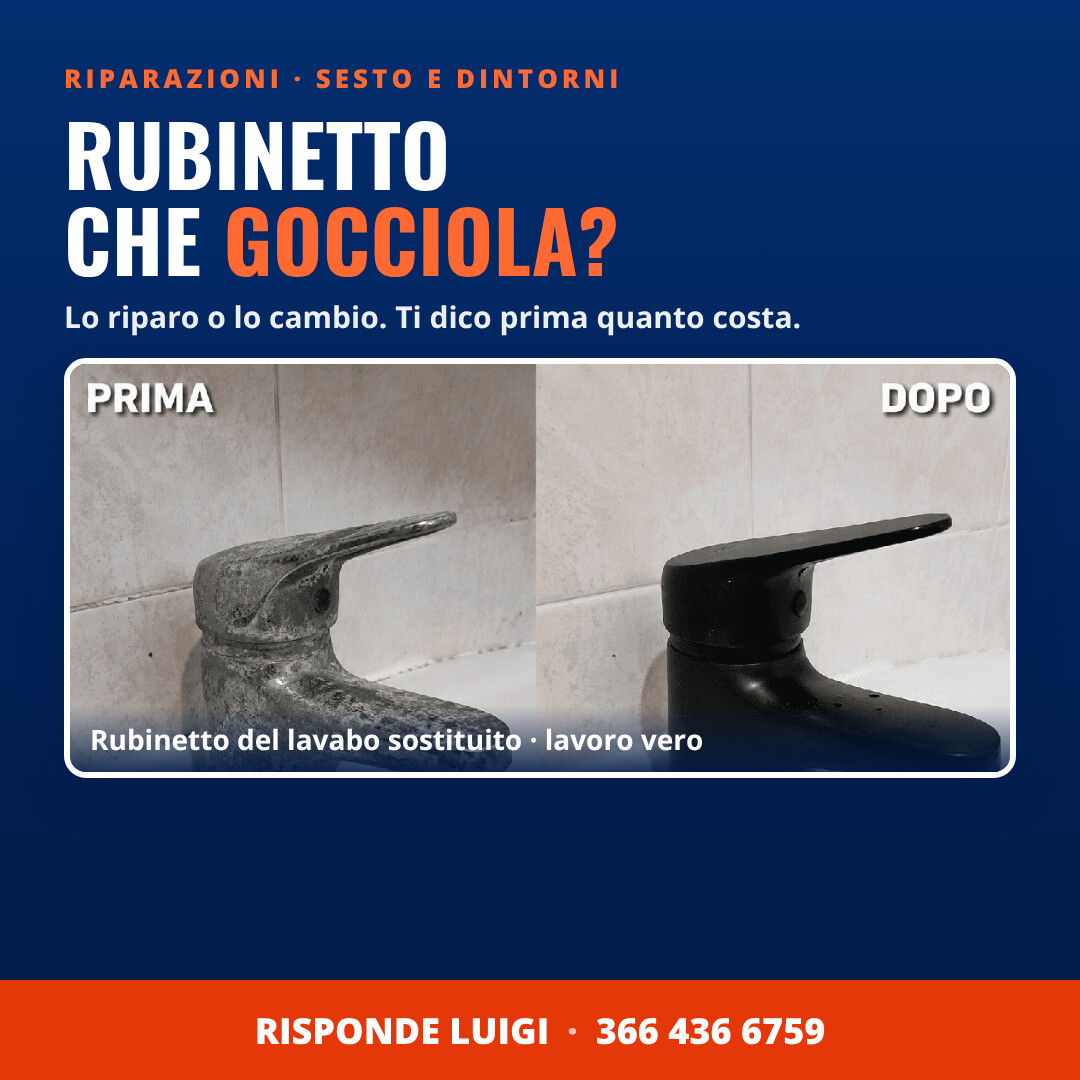 RIPARAZIONI · SESTO E DINTORNI
RUBINETTO
CHE GOCCIOLA?
Lo riparo o lo cambio. Ti dico prima quanto costa.
PRIMA
DOPO
Rubinetto del lavabo sostituito · lavoro vero
RISPONDE LUIGI · 366 436 6759